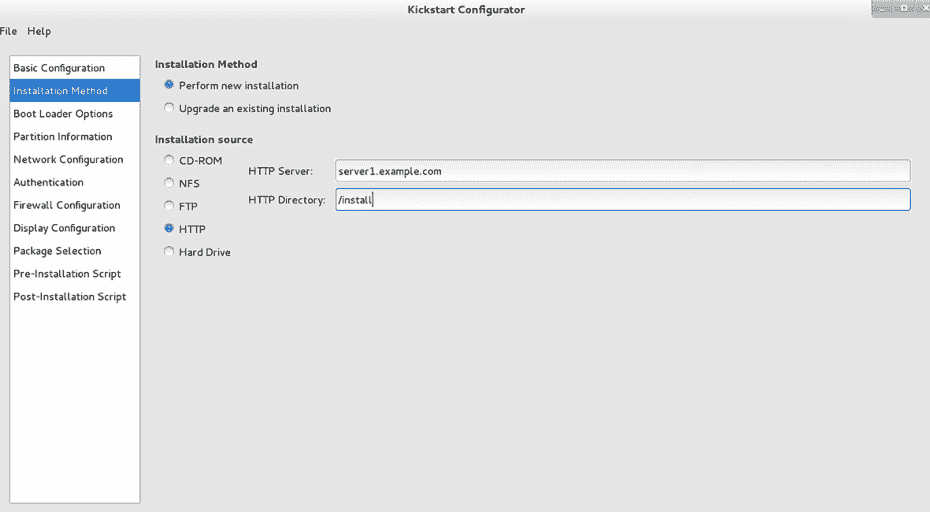 Kickstart Configurator
File Help
Basic Configuration
Installation Method
Boot Loader Options
Partition Information
Network Configuration
Authentication
Firewall Configuration
Display Configuration
Package Selection
Pre-Installation Script
Post-Installation Script
Installation Method
Perform new installation
Upgrade an existing installation
Installation source
CD-ROM
NFS
FTP
HTTP
Hard Drive
HTTP Server: server1.example.com
HTTP Directory: /install